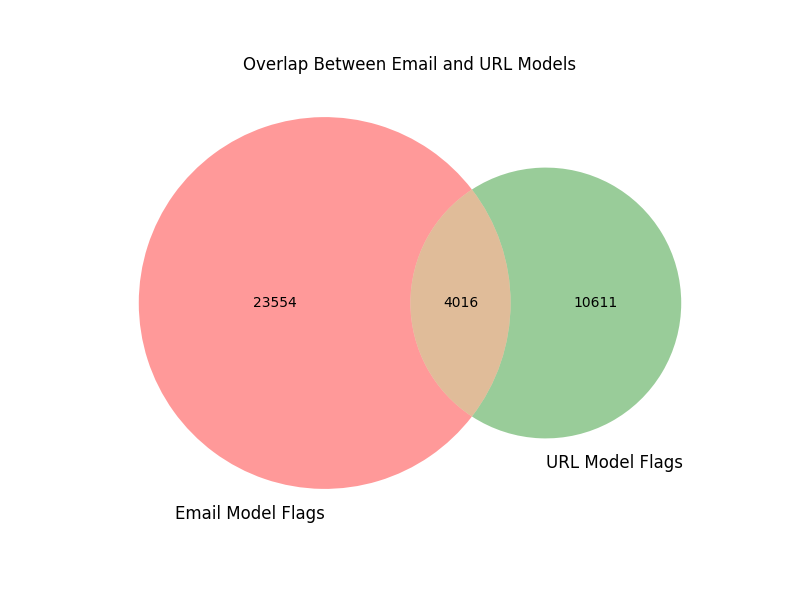 Overlap Between Email and URL Models
23554
4016
10611
URL Model Flags
Email Model Flags